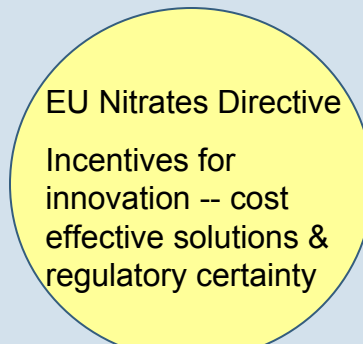 EU Nitrates Directive
Incentives for
innovation -- cost
effective solutions &
regulatory certainty